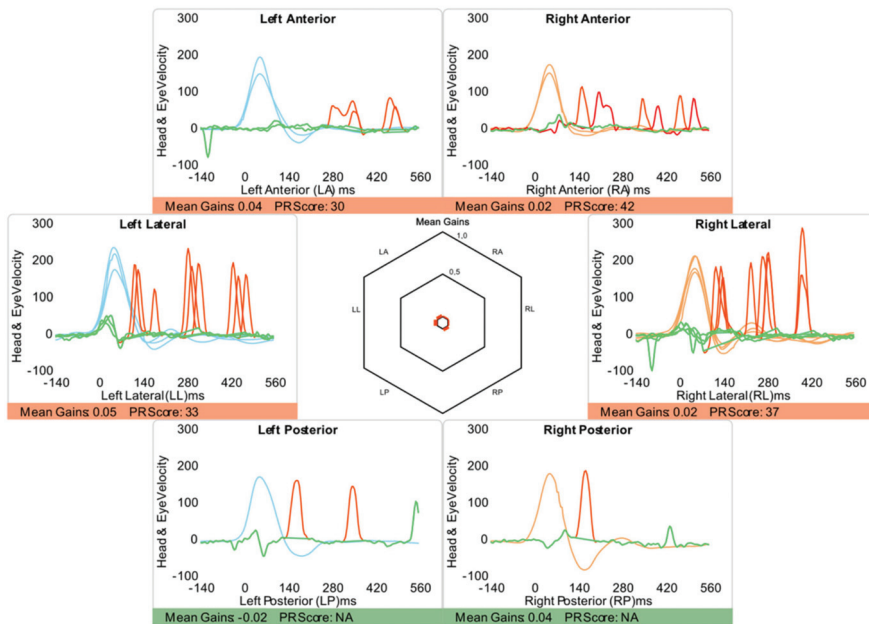 Left Anterior
Head & EyeVelocity
300
200
100
0
-100
-140 0 140 280 420 560
Left Anterior (LA) ms
Mean Gains: 0.04 PRScore: 30
Right Anterior
Head & EyeVelocity
300
200
100
0
-100
-140 0 140 280 420 560
Right Anterior (RA) ms
Mean Gains: 0.02 PRScore: 42
Left Lateral
Head & EyeVelocity
300
200
100
0
-100
-140 0 140 280 420 560
Left Lateral (LL)ms
Mean Gains: 0.05 PRScore: 33
Mean Gains
1,0
0,5
LA
RA
LL
RL
LP
RP
Right Lateral
Head & EyeVelocity
300
200
100
0
-100
-140 0 140 280 420 560
Right Lateral (RL)ms
Mean Gains: 0.02 PRScore: 37
Left Posterior
Head & EyeVelocity
300
200
100
0
-100
-140 0 140 280 420 560
Left Posterior (LP)ms
Mean Gains: -0.02 PRScore: NA
Right Posterior
Head & EyeVelocity
300
200
100
0
-100
-140 0 140 280 420 560
Right Posterior (RP)ms
Mean Gains: 0.04 PRScore: NA